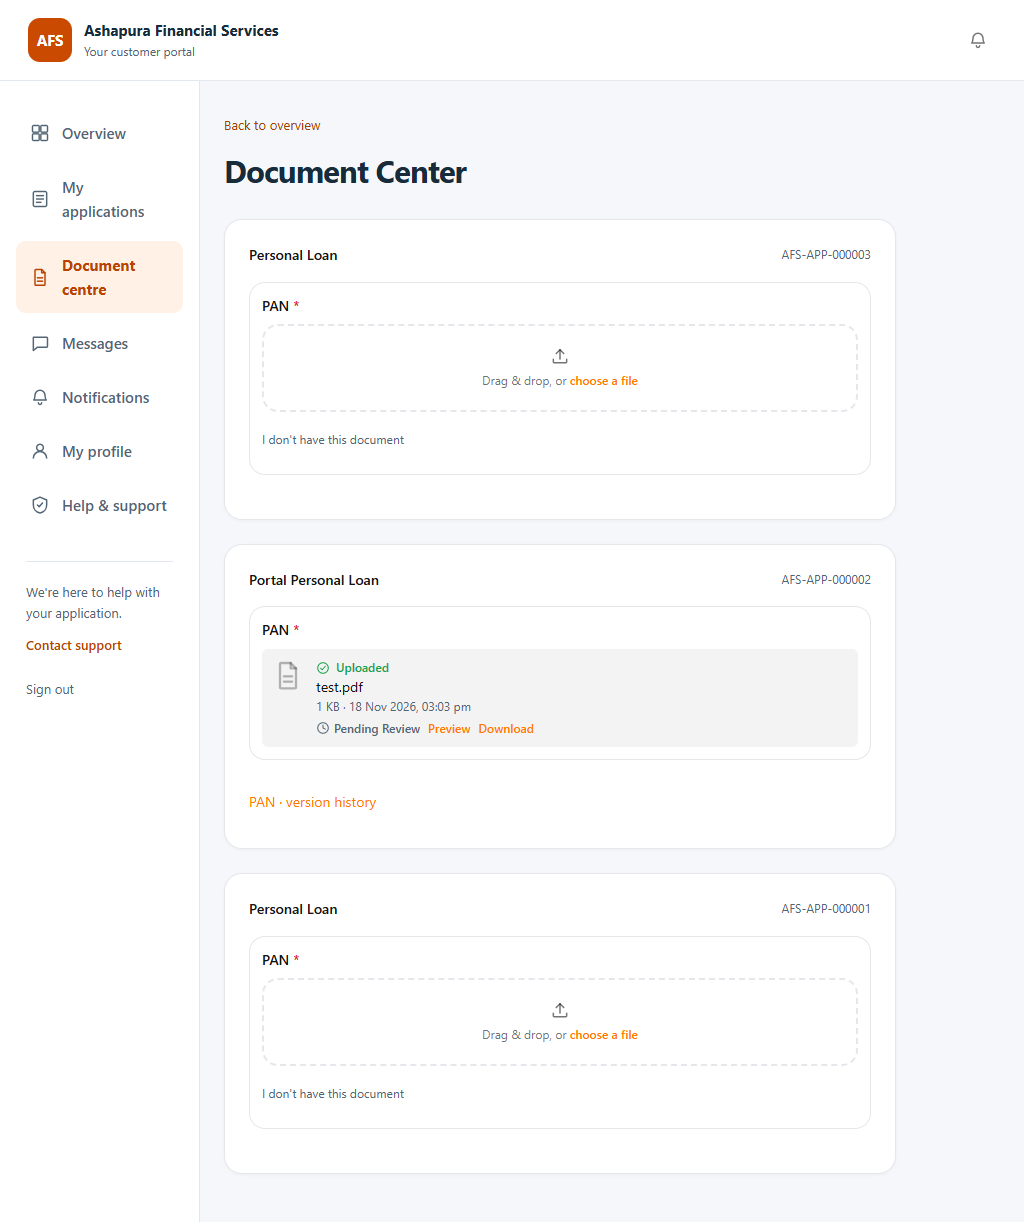 AFS
Ashapura Financial Services
Your customer portal
Overview
My
applications
Document
centre
Messages
Notifications
My profile
Help & support
We're here to help with
your application.
Contact support
Sign out
Back to overview
Document Center
Personal Loan
AFS-APP-000003
PAN *
Drag & drop, or choose a file
I don't have this document
Portal Personal Loan
AFS-APP-000002
PAN *
Uploaded
test.pdf
1 KB · 18 Nov 2026, 03:03 pm
Pending Review Preview Download
PAN · version history
Personal Loan
AFS-APP-000001
PAN *
Drag & drop, or choose a file
I don't have this document